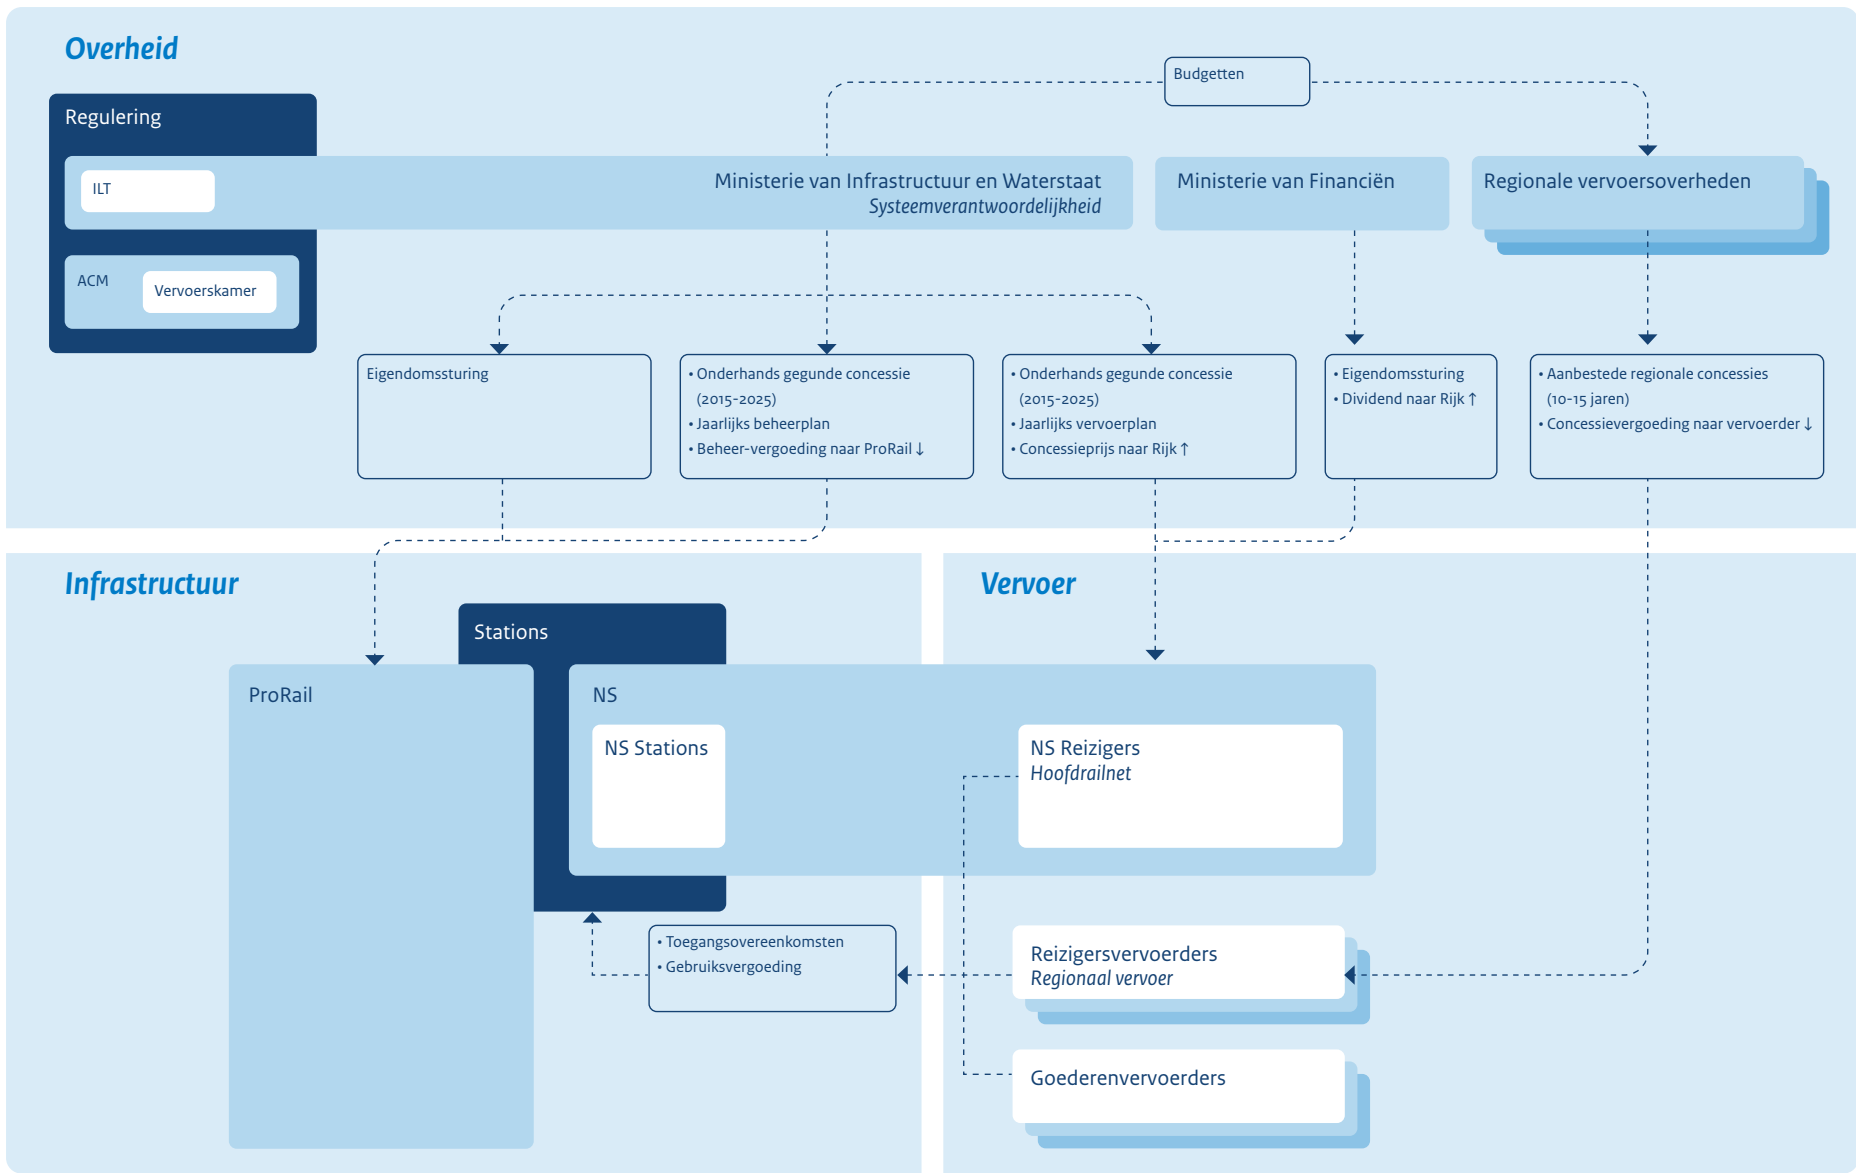 Overheid
Budgetten
Regulering
ILT
Ministerie van Infrastructuur en Waterstaat
Systeemverantwoordelijkheid
Ministerie van Financiën
Regionale vervoersoverheden
ACM
Vervoerskamer
Eigendomssturing
• Onderhands gegunde concessie
(2015-2025)
• Jaarlijks beheerplan
• Beheer-vergoeding naar ProRail ↓
• Onderhands gegunde concessie
(2015-2025)
• Jaarlijks vervoerplan
• Concessieprijs naar Rijk ↑
• Eigendomssturing
• Dividend naar Rijk ↑
• Aanbestede regionale concessies
(10-15 jaren)
• Concessievergoeding naar vervoerder ↓
Infrastructuur
Vervoer
Stations
ProRail
NS
NS Stations
NS Reizigers
Hoofdrailnet
• Toegangsovereenkomsten
• Gebruiksvergoeding
Reizigersvervoerders
Regionaal vervoer
Goederenvervoerders